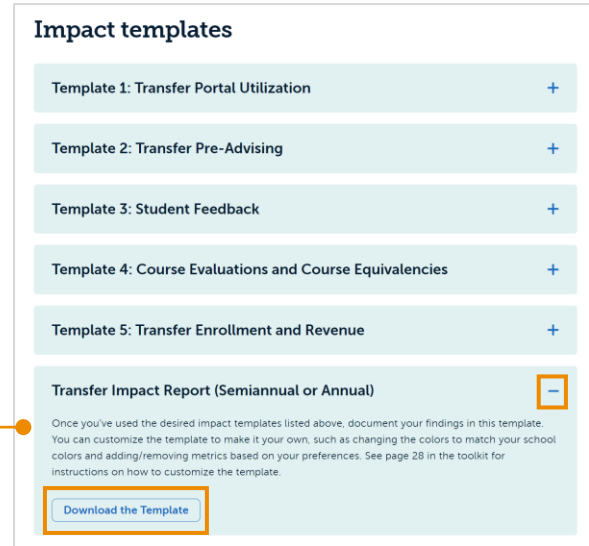 Impact templates
Template 1: Transfer Portal Utilization
+
Template 2: Transfer Pre-Advising
+
Template 3: Student Feedback
+
Template 4: Course Evaluations and Course Equivalencies
+
Template 5: Transfer Enrollment and Revenue
+
Transfer Impact Report (Semiannual or Annual)
−
Once you've used the desired impact templates listed above, document your findings in this template.
You can customize the template to make it your own, such as changing the colors to match your school
colors and adding/removing metrics based on your preferences. See page 28 in the toolkit for
instructions on how to customize the template.
Download the Template